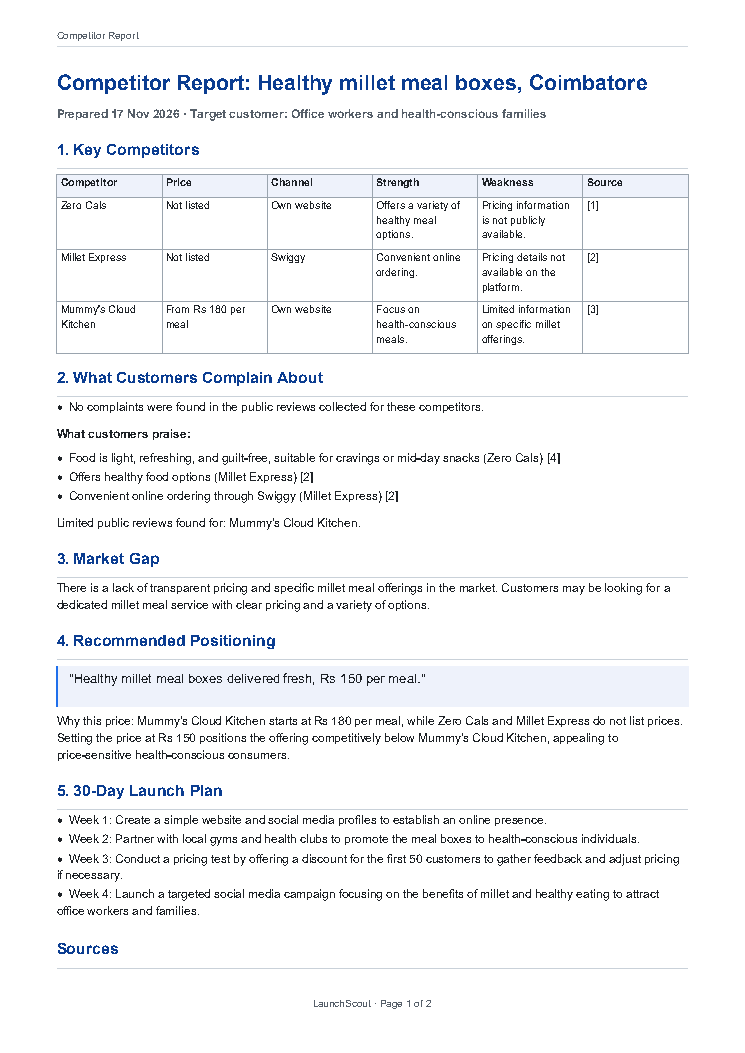 Competitor Report
Competitor Report: Healthy millet meal boxes, Coimbatore
Prepared 17 Nov 2026 · Target customer: Office workers and health-conscious families
1. Key Competitors
Competitor Price Channel Strength Weakness Source
Zero Cals Not listed Own website Offers a variety of Pricing information [1]
healthy meal is not publicly
options. available.
Millet Express Not listed Swiggy Convenient online Pricing details not [2]
ordering. available on the
platform.
Mummy's Cloud From Rs 180 per Own website Focus on Limited information [3]
Kitchen meal health-conscious on specific millet
meals. offerings.
2. What Customers Complain About
• No complaints were found in the public reviews collected for these competitors.
What customers praise:
• Food is light, refreshing, and guilt-free, suitable for cravings or mid-day snacks (Zero Cals) [4]
• Offers healthy food options (Millet Express) [2]
• Convenient online ordering through Swiggy (Millet Express) [2]
Limited public reviews found for: Mummy's Cloud Kitchen.
3. Market Gap
There is a lack of transparent pricing and specific millet meal offerings in the market. Customers may be looking for a
dedicated millet meal service with clear pricing and a variety of options.
4. Recommended Positioning
"Healthy millet meal boxes delivered fresh, Rs 150 per meal."
Why this price: Mummy's Cloud Kitchen starts at Rs 180 per meal, while Zero Cals and Millet Express do not list prices.
Setting the price at Rs 150 positions the offering competitively below Mummy's Cloud Kitchen, appealing to
price-sensitive health-conscious consumers.
5. 30-Day Launch Plan
• Week 1: Create a simple website and social media profiles to establish an online presence.
• Week 2: Partner with local gyms and health clubs to promote the meal boxes to health-conscious individuals.
• Week 3: Conduct a pricing test by offering a discount for the first 50 customers to gather feedback and adjust pricing
if necessary.
• Week 4: Launch a targeted social media campaign focusing on the benefits of millet and healthy eating to attract
office workers and families.
Sources
LaunchScout · Page 1 of 2